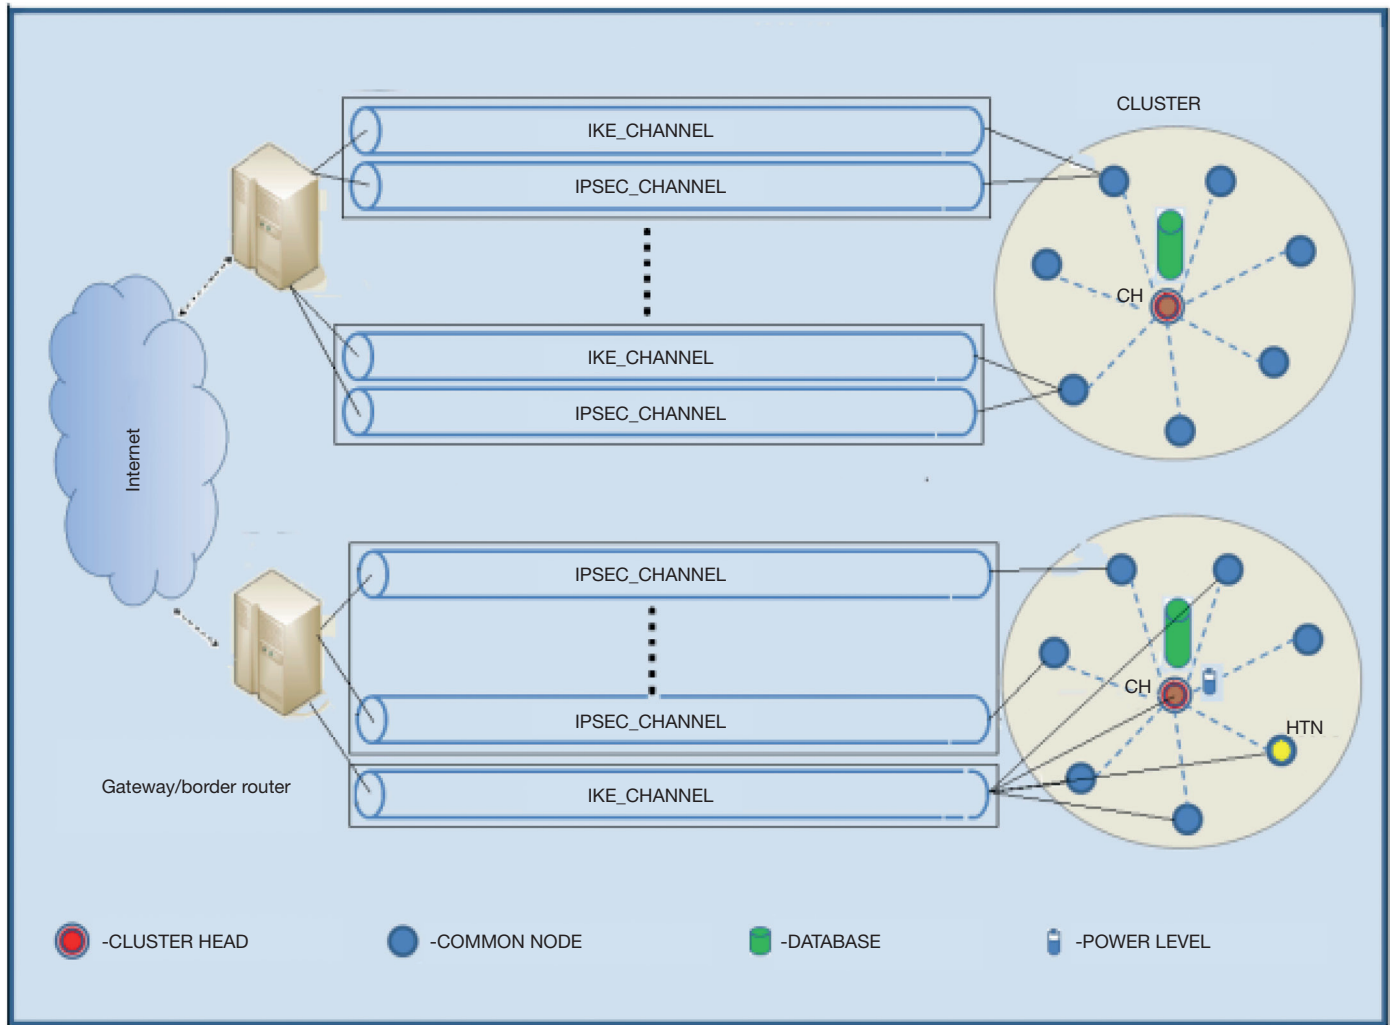 CLUSTER
IKE_CHANNEL
IPSEC_CHANNEL
CH
IKE_CHANNEL
IPSEC_CHANNEL
Internet
IPSEC_CHANNEL
CH
IPSEC_CHANNEL
HTN
Gateway/border router
IKE_CHANNEL
-CLUSTER HEAD
-COMMON NODE
-DATABASE
-POWER LEVEL